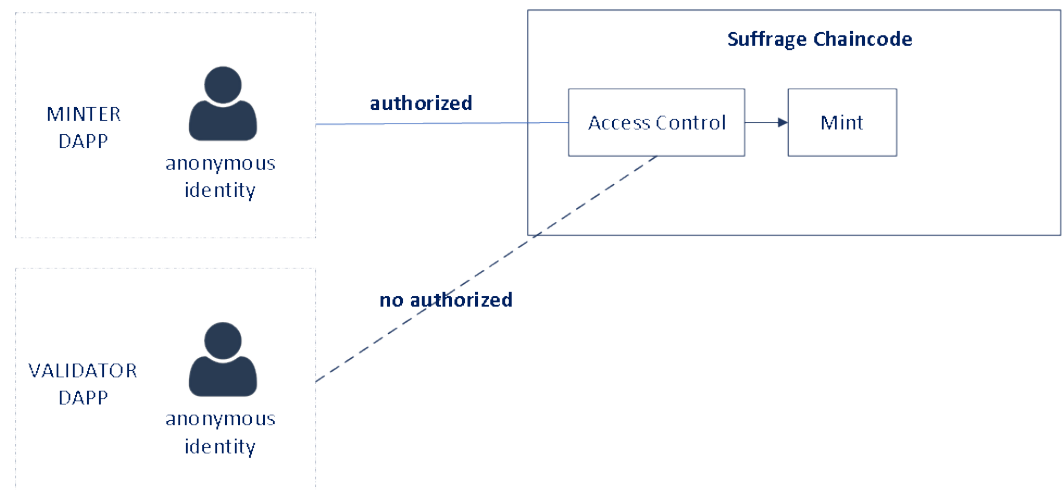 Suffrage Chaincode
MINTER
DAPP
anonymous
identity
authorized
Access Control
Mint
no authorized
VALIDATOR
DAPP
anonymous
identity